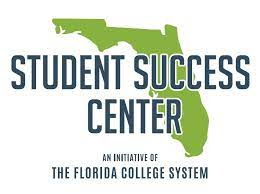 STUDENT SUCCESS
CENTER
AN INITIATIVE OF
THE FLORIDA COLLEGE SYSTEM